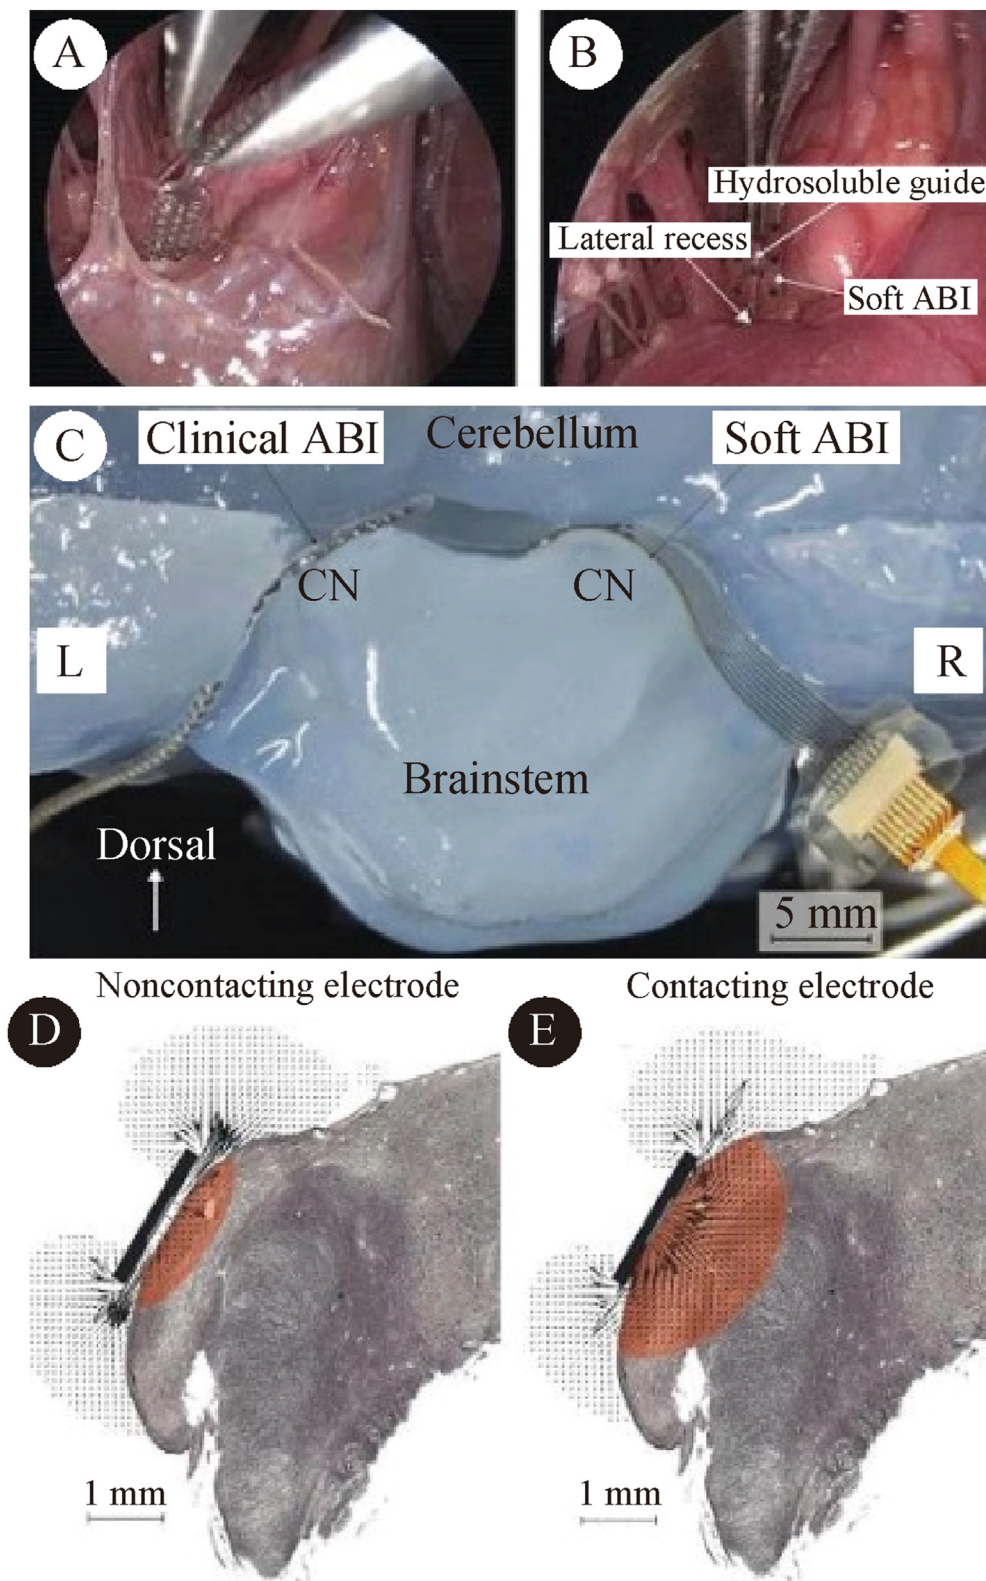 A
B
Hydrosoluble guide
Lateral recess
Soft ABI
C
Clinical ABI
Cerebellum
Soft ABI
CN
CN
L
R
Brainstem
Dorsal
5 mm
Noncontacting electrode
Contacting electrode
D
E
1 mm
1 mm